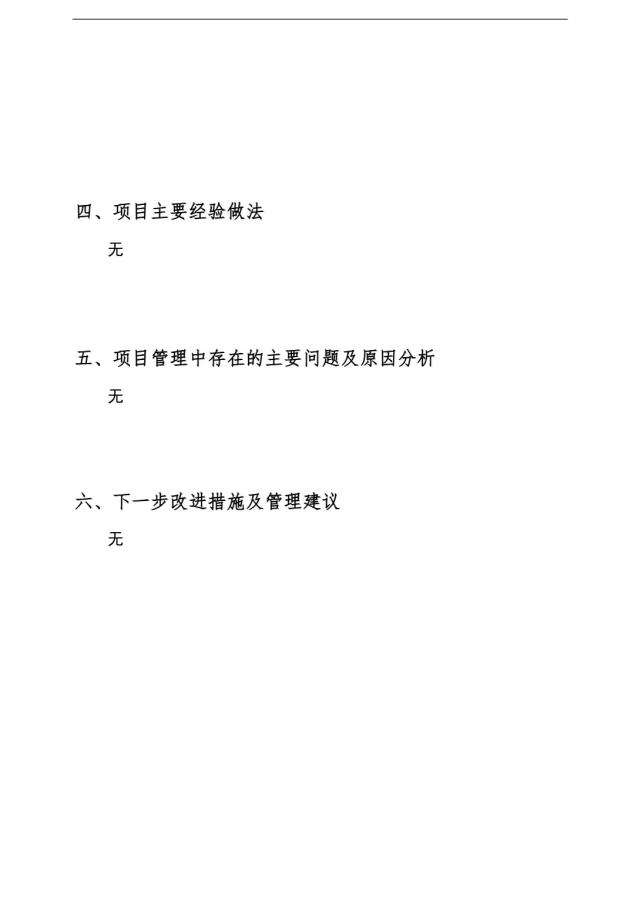 四、项目主要经验做法
无
五、项目管理中存在的主要问题及原因分析
无
六、下一步改进措施及管理建议
无